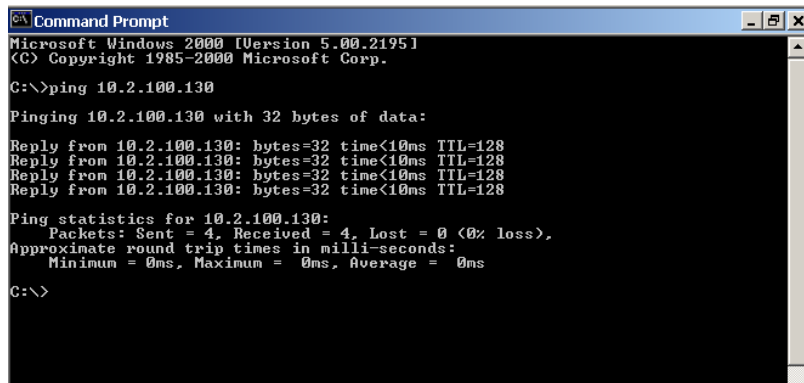 Command Prompt
Microsoft Windows 2000 [Version 5.00.2195]
(C) Copyright 1985-2000 Microsoft Corp.
C:\>ping 10.2.100.130
Pinging 10.2.100.130 with 32 bytes of data:
Reply from 10.2.100.130: bytes=32 time<10ms TTL=128
Reply from 10.2.100.130: bytes=32 time<10ms TTL=128
Reply from 10.2.100.130: bytes=32 time<10ms TTL=128
Reply from 10.2.100.130: bytes=32 time<10ms TTL=128
Ping statistics for 10.2.100.130:
    Packets: Sent = 4, Received = 4, Lost = 0 (0% loss),
Approximate round trip times in milli-seconds:
    Minimum = 0ms, Maximum =  0ms, Average =  0ms
C:\>